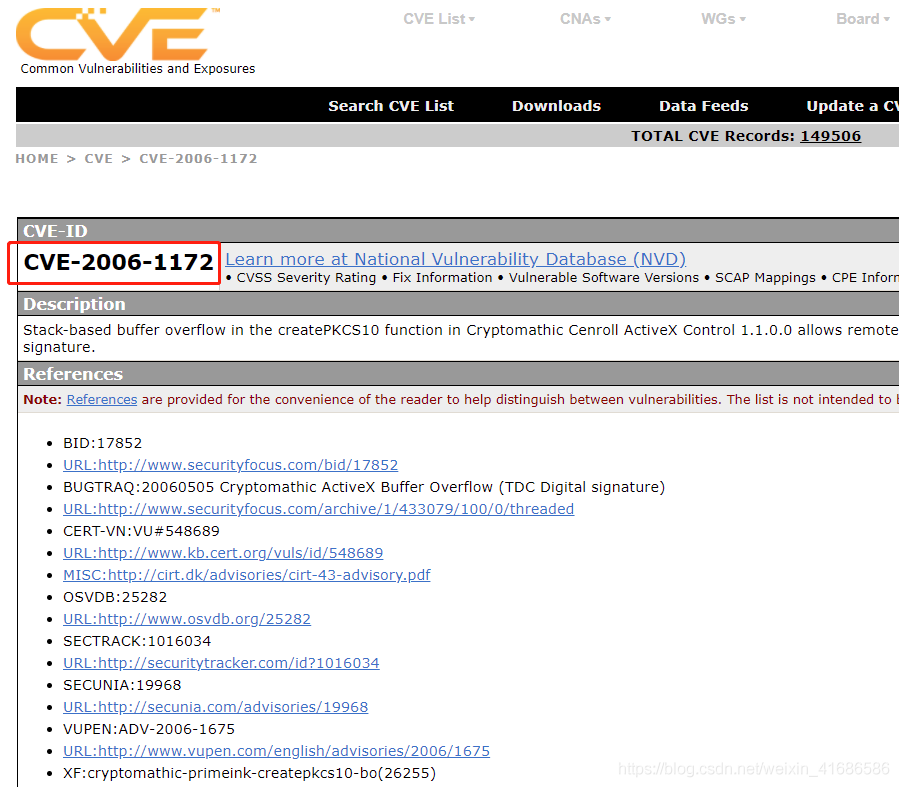 CVE™
Common Vulnerabilities and Exposures
CVE List▾ CNAs▾ WGs▾ Board▾
Search CVE List Downloads Data Feeds Update a CV
TOTAL CVE Records: 149506
HOME > CVE > CVE-2006-1172
CVE-ID
CVE-2006-1172
Learn more at National Vulnerability Database (NVD)
• CVSS Severity Rating • Fix Information • Vulnerable Software Versions • SCAP Mappings • CPE Inform
Description
Stack-based buffer overflow in the createPKCS10 function in Cryptomathic Cenroll ActiveX Control 1.1.0.0 allows remote
signature.
References
Note: References are provided for the convenience of the reader to help distinguish between vulnerabilities. The list is not intended to b
• BID:17852
• URL:http://www.securityfocus.com/bid/17852
• BUGTRAQ:20060505 Cryptomathic ActiveX Buffer Overflow (TDC Digital signature)
• URL:http://www.securityfocus.com/archive/1/433079/100/0/threaded
• CERT-VN:VU#548689
• URL:http://www.kb.cert.org/vuls/id/548689
• MISC:http://cirt.dk/advisories/cirt-43-advisory.pdf
• OSVDB:25282
• URL:http://www.osvdb.org/25282
• SECTRACK:1016034
• URL:http://securitytracker.com/id?1016034
• SECUNIA:19968
• URL:http://secunia.com/advisories/19968
• VUPEN:ADV-2006-1675
• URL:http://www.vupen.com/english/advisories/2006/1675
• XF:cryptomathic-primeink-createpkcs10-bo(26255)
https://blog.csdn.net/weixin_41686586